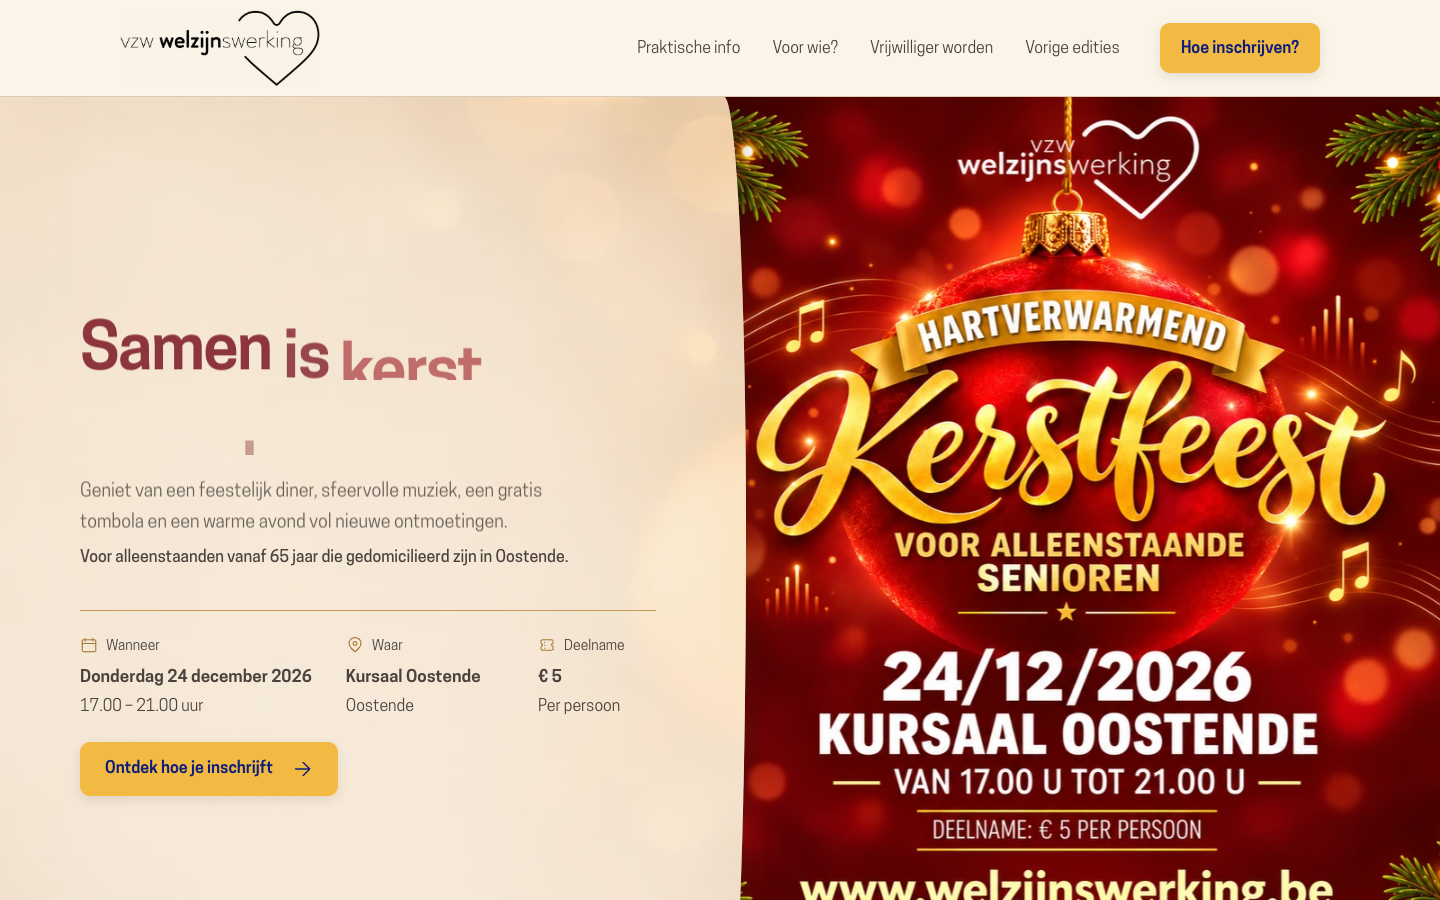 vzw welzijnswerking
Praktische info
Voor wie?
Vrijwilliger worden
Vorige edities
Hoe inschrijven?
Samen is kerst
Geniet van een feestelijk diner, sfeervolle muziek, een gratis
tombola en een warme avond vol nieuwe ontmoetingen.
Voor alleenstaanden vanaf 65 jaar die gedomicilieerd zijn in Oostende.
Wanneer
Donderdag 24 december 2026
17.00 – 21.00 uur
Waar
Kursaal Oostende
Oostende
Deelname
€ 5
Per persoon
Ontdek hoe je inschrijft
vzw
welzijnswerking
HARTVERWARMEND
Kerstfeest
VOOR ALLEENSTAANDE
SENIOREN
24/12/2026
KURSAAL OOSTENDE
VAN 17.00 U TOT 21.00 U
DEELNAME: € 5 PER PERSOON
www.welzijnswerking.be